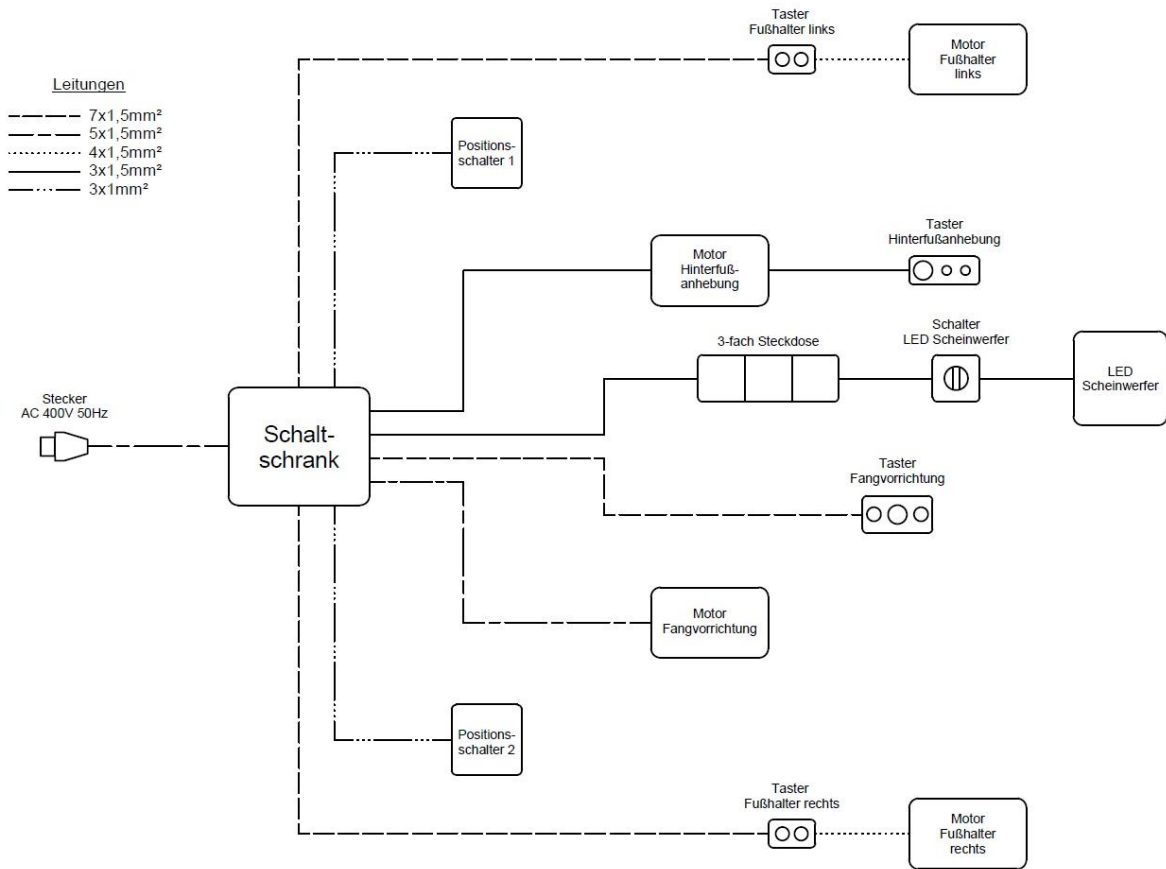 Taster
Fußhalter links
Motor
Fußhalter
links
Leitungen
7x1,5mm²
5x1,5mm²
4x1,5mm²
3x1,5mm²
3x1mm²
Positions-
schalter 1
Taster
Hinterfußanhebung
Motor
Hinterfuß-
anhebung
Schalter
LED Scheinwerfer
3-fach Steckdose
LED
Scheinwerfer
Stecker
AC 400V 50Hz
Schalt-
schrank
Taster
Fangvorrichtung
Motor
Fangvorrichtung
Positions-
schalter 2
Taster
Fußhalter rechts
Motor
Fußhalter
rechts